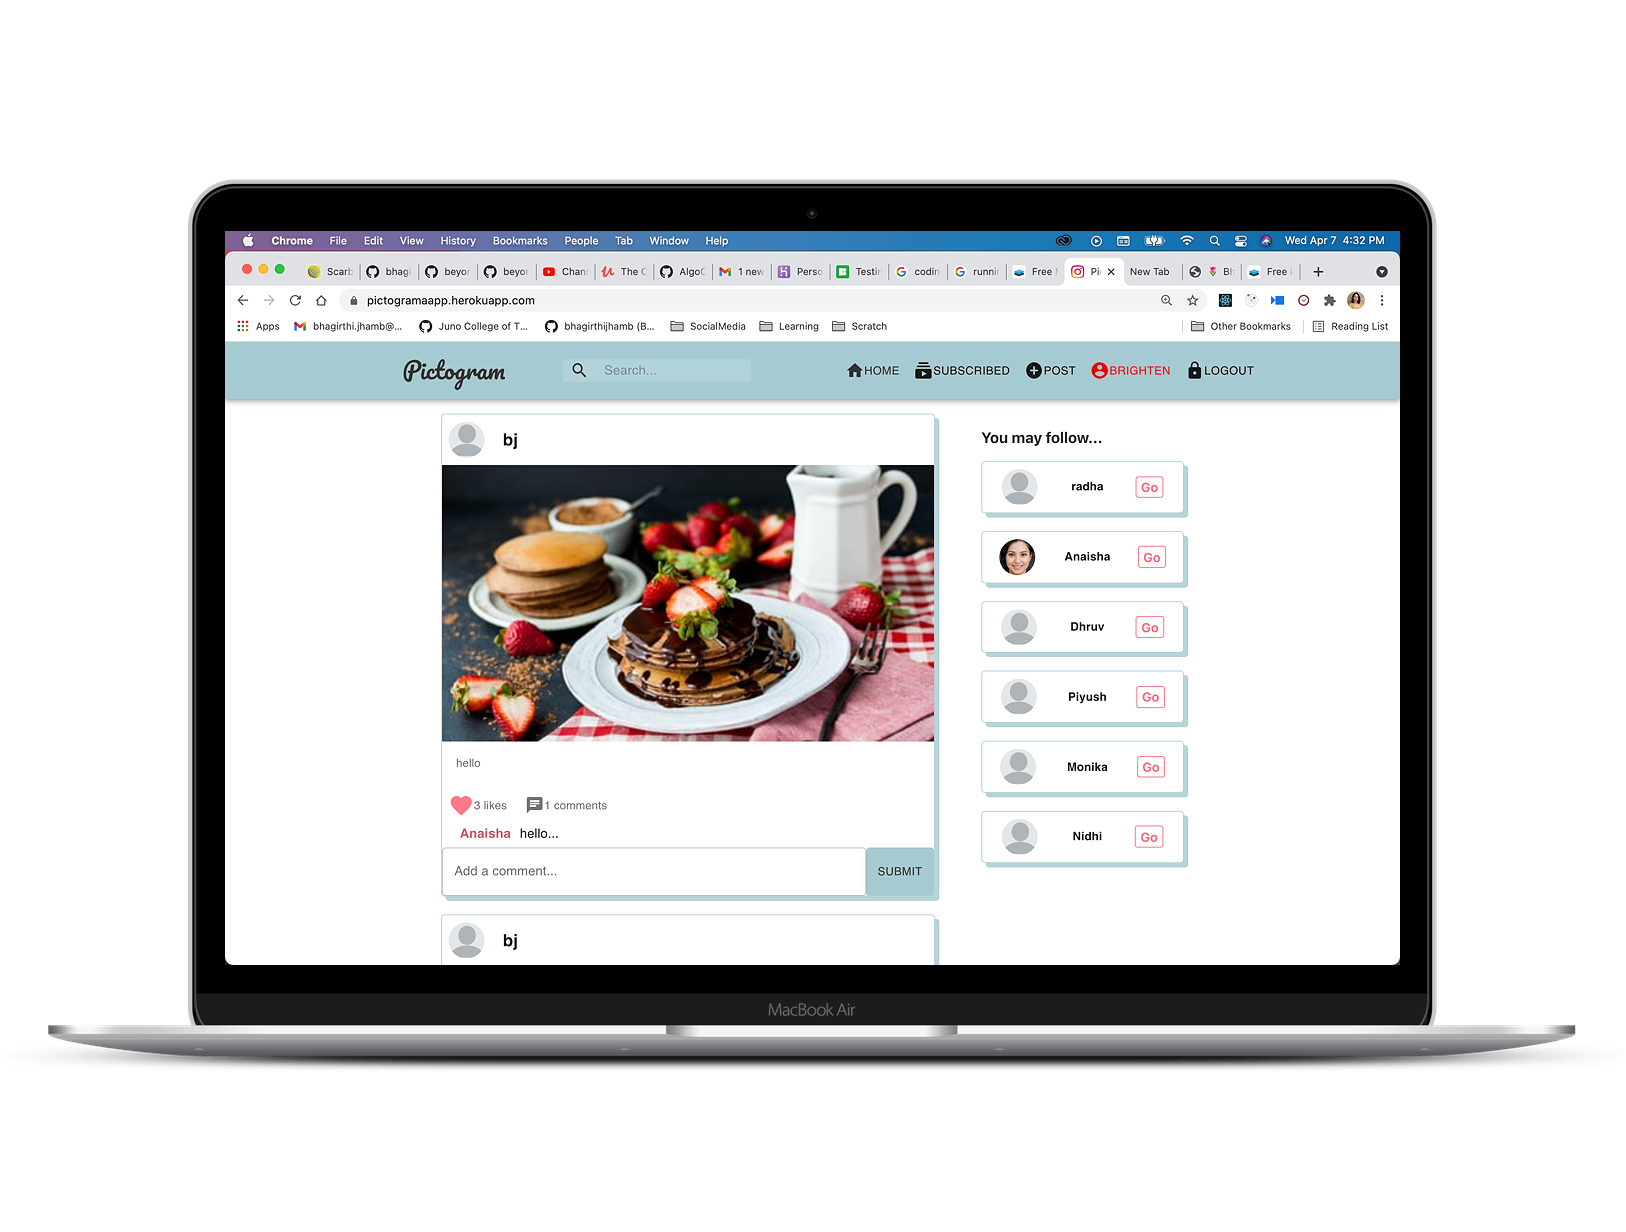 Chrome File Edit View History Bookmarks People Tab Window Help Wed Apr 7 4:32 PM
Scarb bhagi beyor beyor Chan The C AlgoC 1 new Perso Testin codin runni Free Pi New Tab Bh Free i
pictogramaapp.herokuapp.com
Apps bhagirthi.jhamb@... Juno College of T... bhagirthijhamb (B... SocialMedia Learning Scratch Other Bookmarks Reading List
Pictogram Search... HOME SUBSCRIBED POST BRIGHTEN LOGOUT
bj
hello
3 likes 1 comments
Anaisha hello...
Add a comment... SUBMIT
bj
You may follow...
radha Go
Anaisha Go
Dhruv Go
Piyush Go
Monika Go
Nidhi Go
MacBook Air